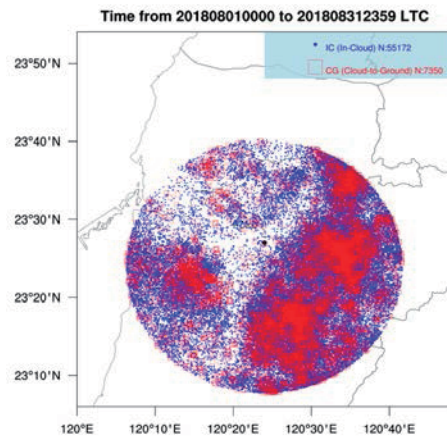 Time from 201808010000 to 201808312359 LTC
IC (In-Cloud) N:55172
CG (Cloud-to-Ground) N:7350
23°50'N
23°40'N
23°30'N
23°20'N
23°10'N
120°E
120°10'E
120°20'E
120°30'E
120°40'E